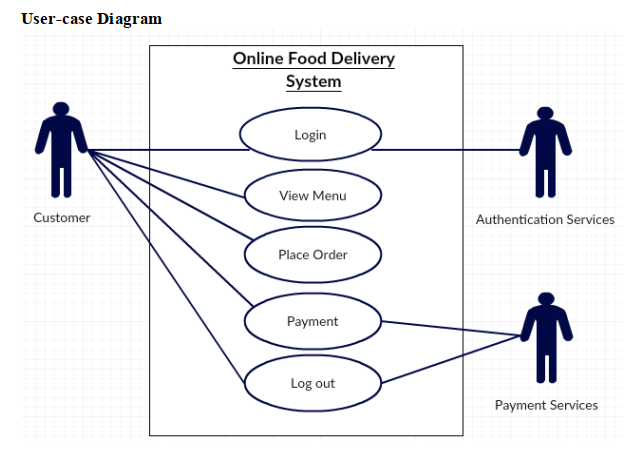 User-case Diagram
Online Food Delivery
System
Login
View Menu
Customer
Authentication Services
Place Order
Payment
Log out
Payment Services